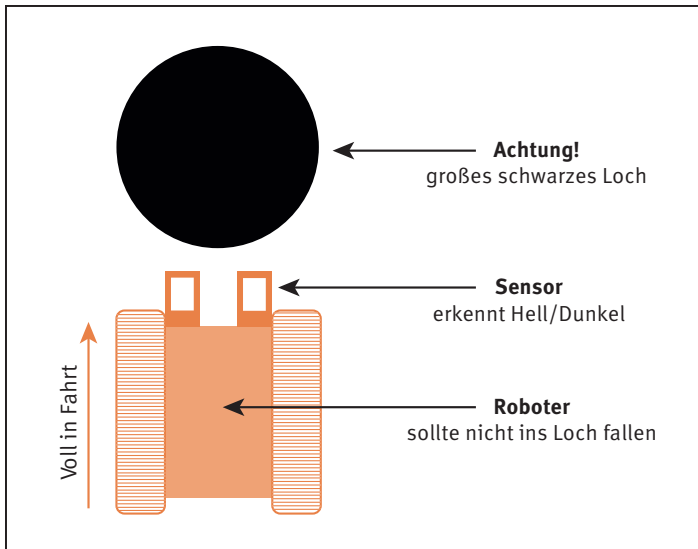 Achtung!
großes schwarzes Loch
Sensor
erkennt Hell/Dunkel
Voll in Fahrt
Roboter
sollte nicht ins Loch fallen